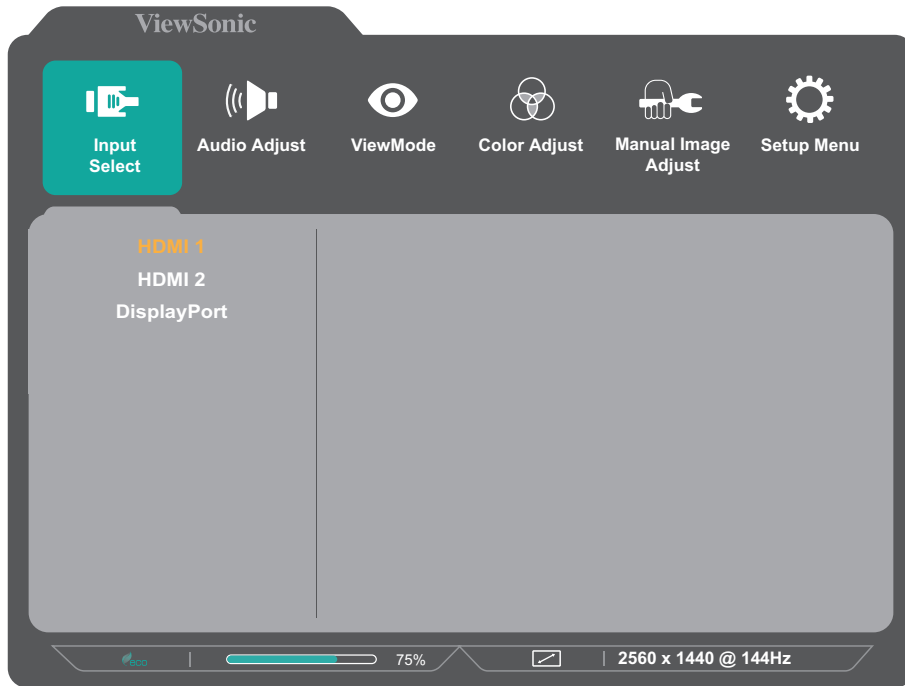 ViewSonic
Input
Select
Audio Adjust
ViewMode
Color Adjust
Manual Image
Adjust
Setup Menu
HDMI 1
HDMI 2
DisplayPort
eco
75%
2560 x 1440 @ 144Hz